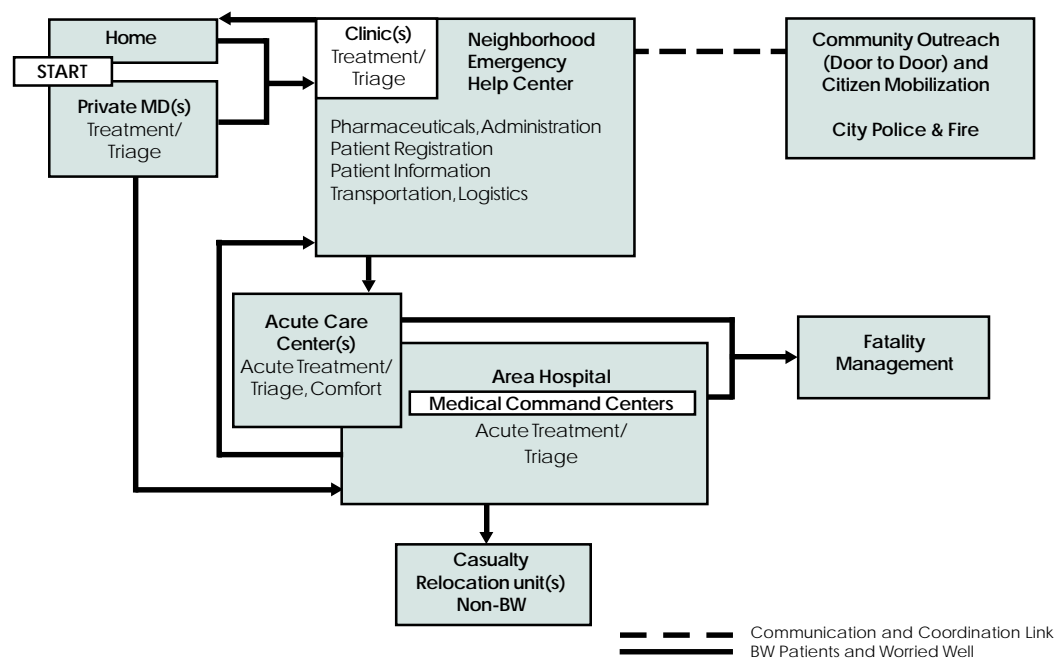 Home
START
Private MD(s)
Treatment/
Triage
Clinic(s)
Treatment/
Triage
Neighborhood
Emergency
Help Center
Pharmaceuticals, Administration
Patient Registration
Patient Information
Transportation, Logistics
Community Outreach
(Door to Door) and
Citizen Mobilization
City Police & Fire
Acute Care
Center(s)
Acute Treatment/
Triage, Comfort
Area Hospital
Medical Command Centers
Acute Treatment/
Triage
Fatality
Management
Casualty
Relocation unit(s)
Non-BW
Communication and Coordination Link
BW Patients and Worried Well